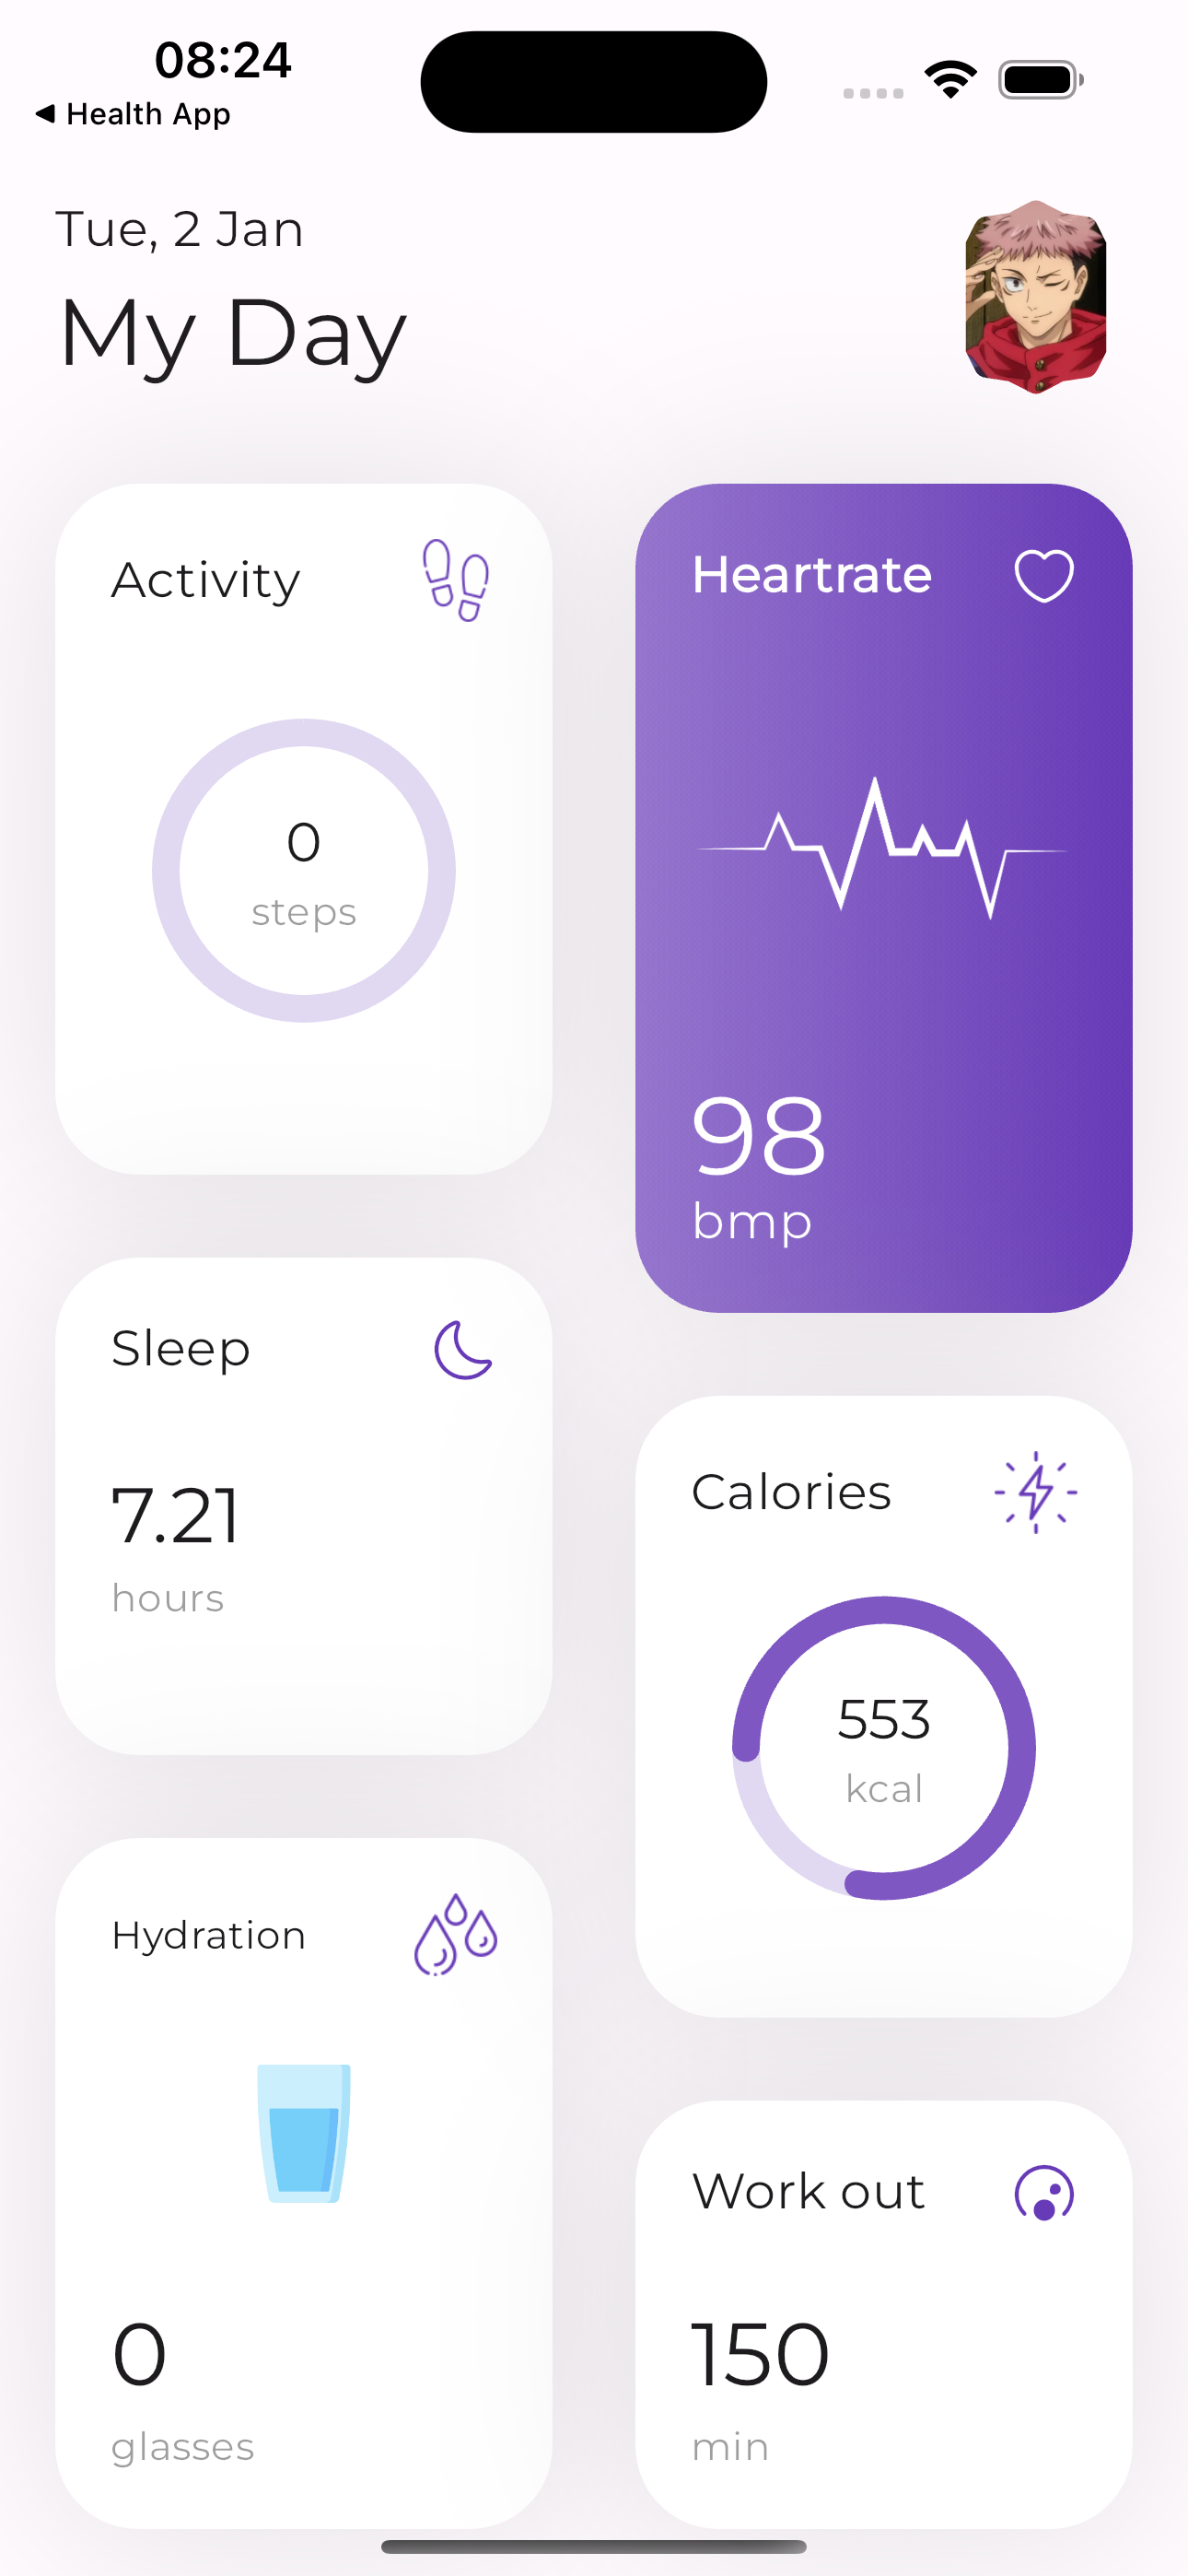 08:24
◀ Health App
Tue, 2 Jan
My Day
Activity
0
steps
Heartrate
98
bmp
Sleep
7.21
hours
Calories
553
kcal
Hydration
0
glasses
Work out
150
min